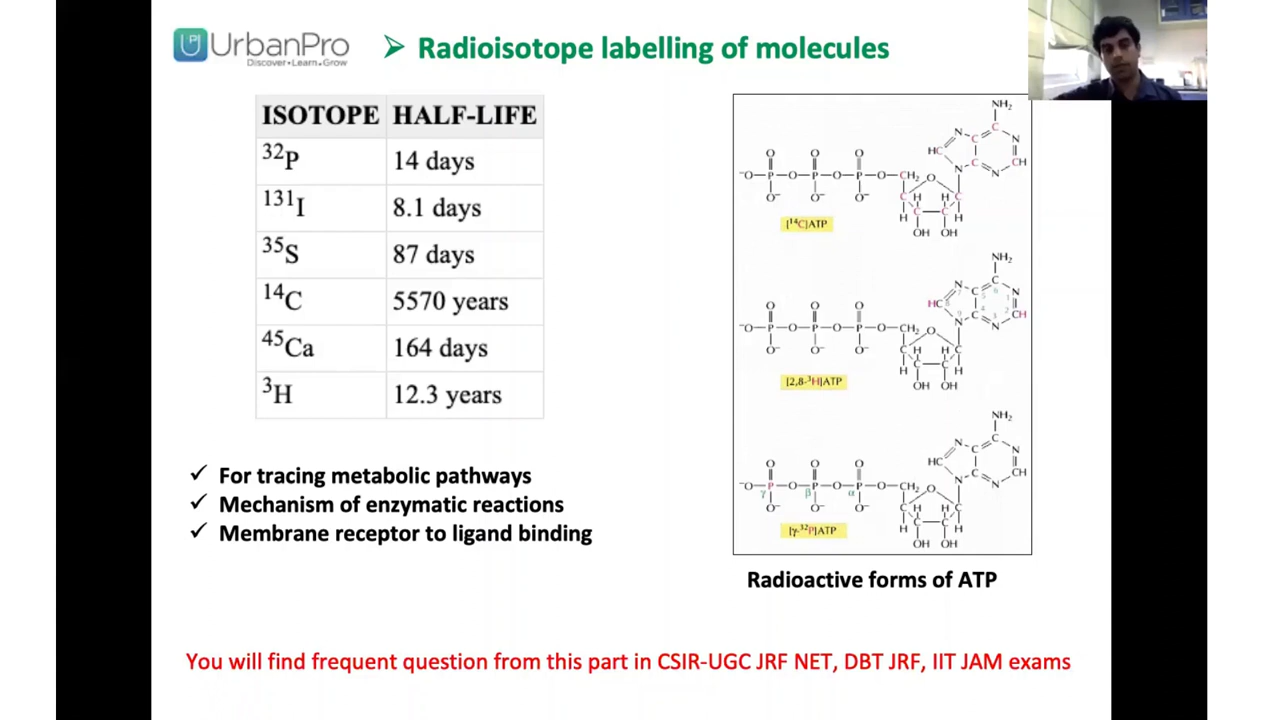 UrbanPro
Discover•Learn•Grow
➢ Radioisotope labelling of molecules
ISOTOPE HALF-LIFE
³²P 14 days
¹³¹I 8.1 days
³⁵S 87 days
¹⁴C 5570 years
⁴⁵Ca 164 days
³H 12.3 years
✓ For tracing metabolic pathways
✓ Mechanism of enzymatic reactions
✓ Membrane receptor to ligand binding
[¹⁴C]ATP
[2,8-³H]ATP
[γ-³²P]ATP
Radioactive forms of ATP
You will find frequent question from this part in CSIR-UGC JRF NET, DBT JRF, IIT JAM exams